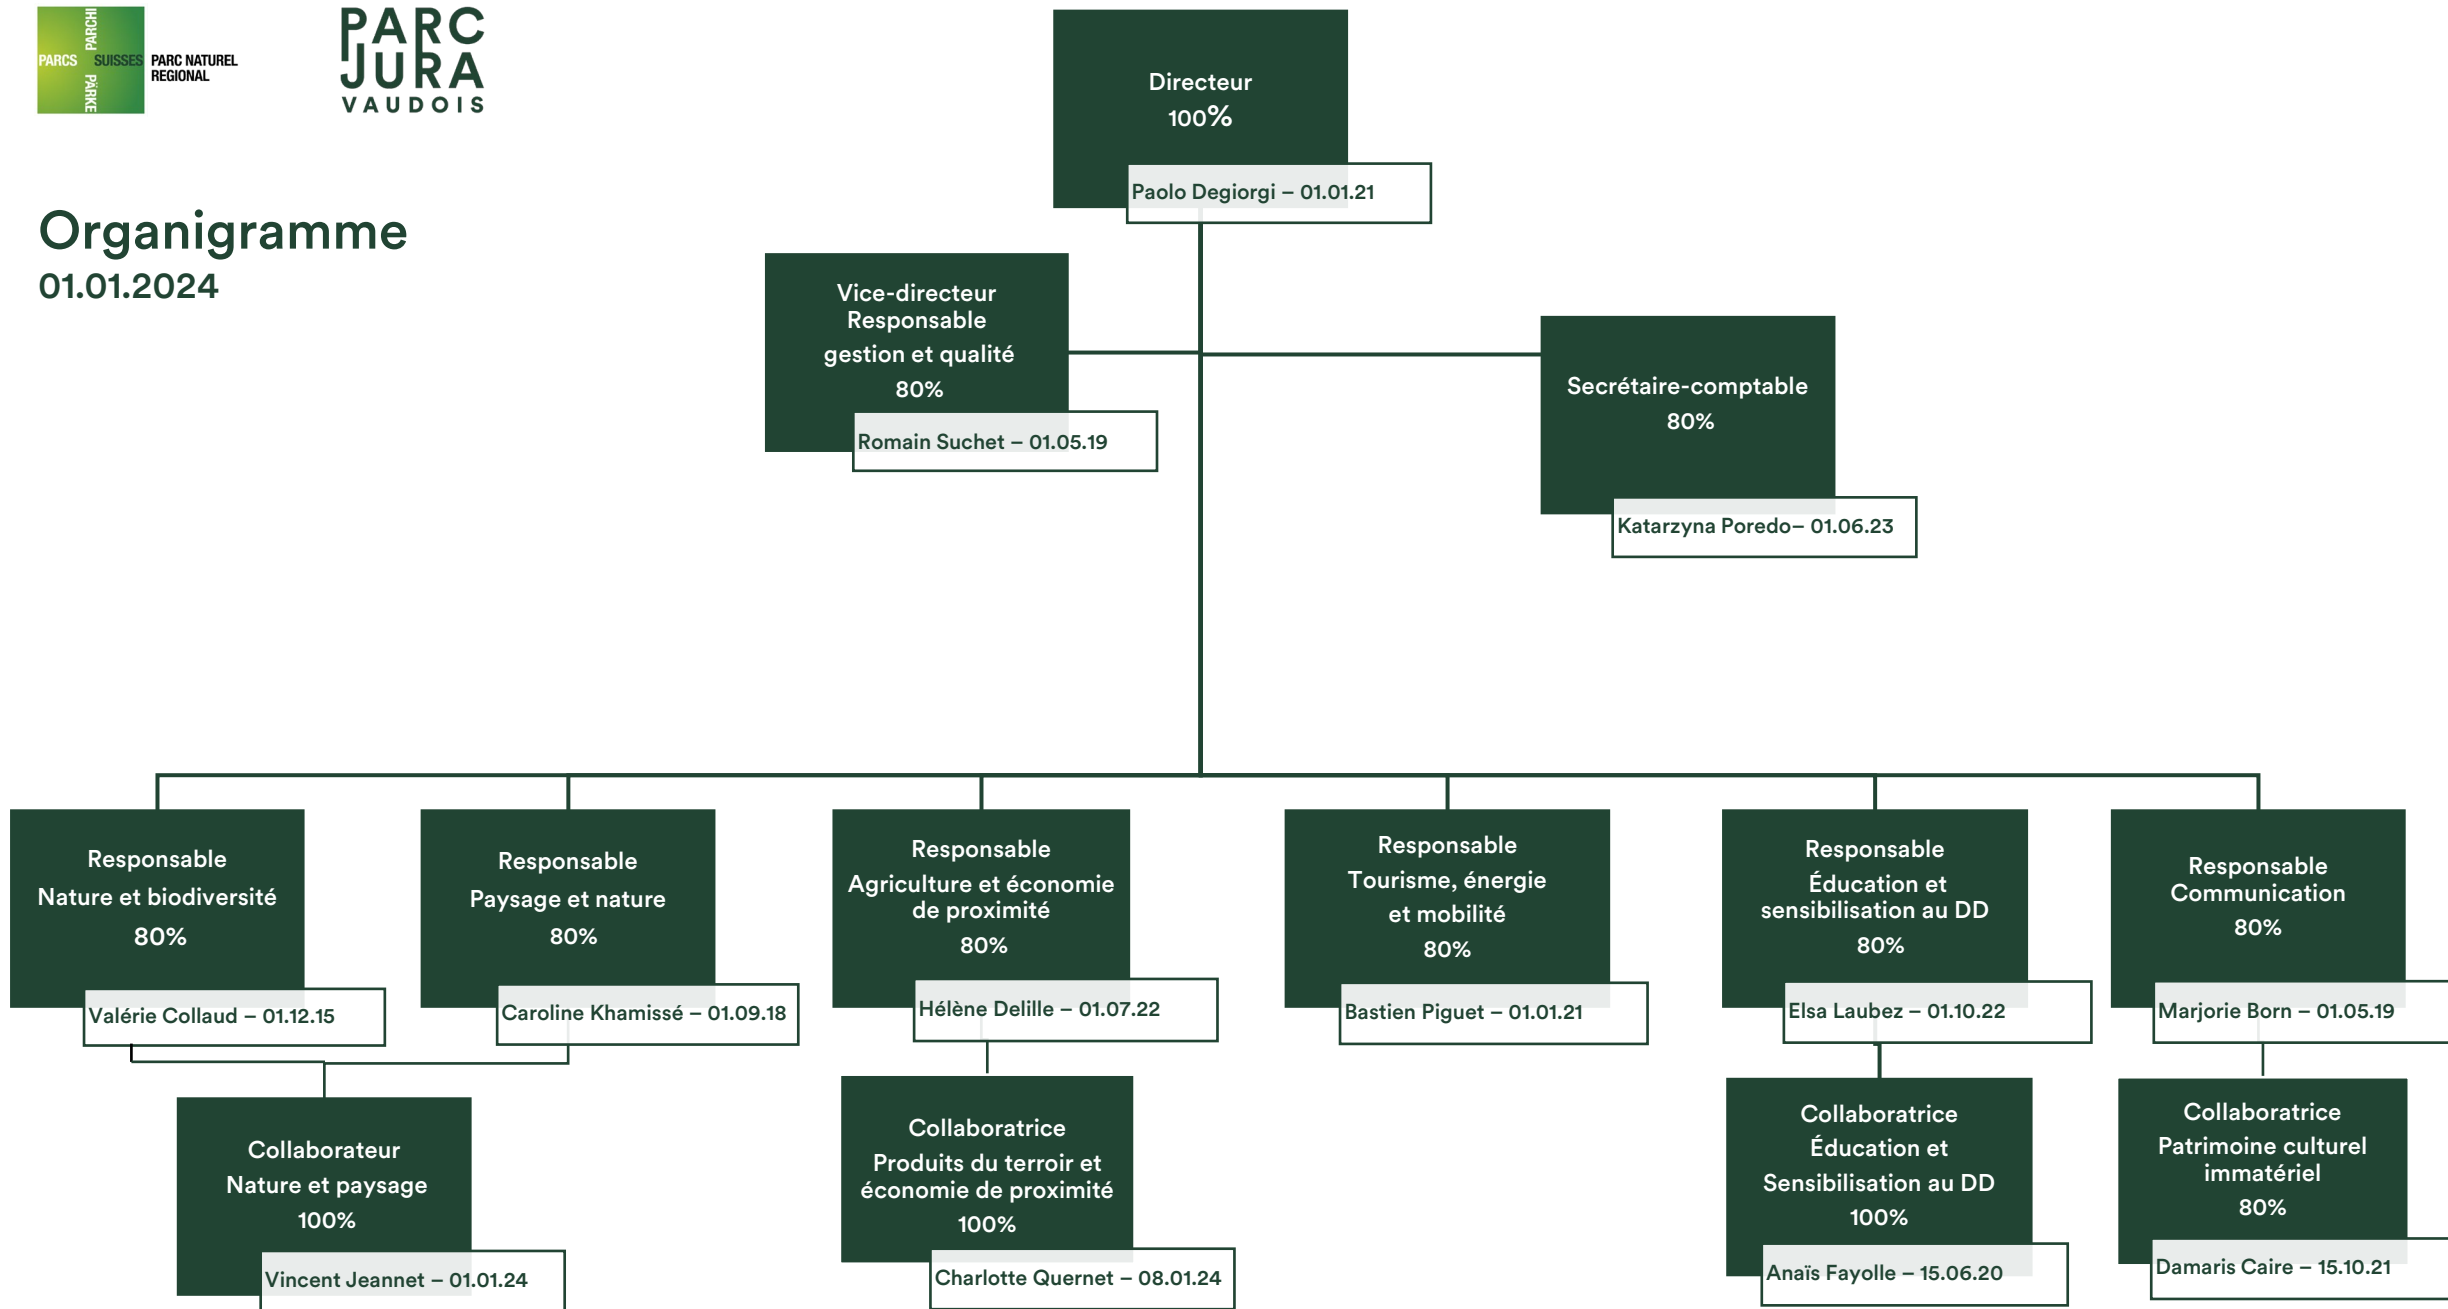 PARCHI
PARCS SUISSES
PÄRKE
PARC NATUREL
REGIONAL
PARC
JURA
VAUDOIS
Organigramme
01.01.2024
Directeur
100%
Paolo Degiorgi – 01.01.21
Vice-directeur
Responsable
gestion et qualité
80%
Romain Suchet – 01.05.19
Secrétaire-comptable
80%
Katarzyna Poredo– 01.06.23
Responsable
Nature et biodiversité
80%
Valérie Collaud – 01.12.15
Responsable
Paysage et nature
80%
Caroline Khamissé – 01.09.18
Responsable
Agriculture et économie
de proximité
80%
Hélène Delille – 01.07.22
Responsable
Tourisme, énergie
et mobilité
80%
Bastien Piguet – 01.01.21
Responsable
Éducation et
sensibilisation au DD
80%
Elsa Laubez – 01.10.22
Responsable
Communication
80%
Marjorie Born – 01.05.19
Collaborateur
Nature et paysage
100%
Vincent Jeannet – 01.01.24
Collaboratrice
Produits du terroir et
économie de proximité
100%
Charlotte Quernet – 08.01.24
Collaboratrice
Éducation et
Sensibilisation au DD
100%
Anaïs Fayolle – 15.06.20
Collaboratrice
Patrimoine culturel
immatériel
80%
Damaris Caire – 15.10.21